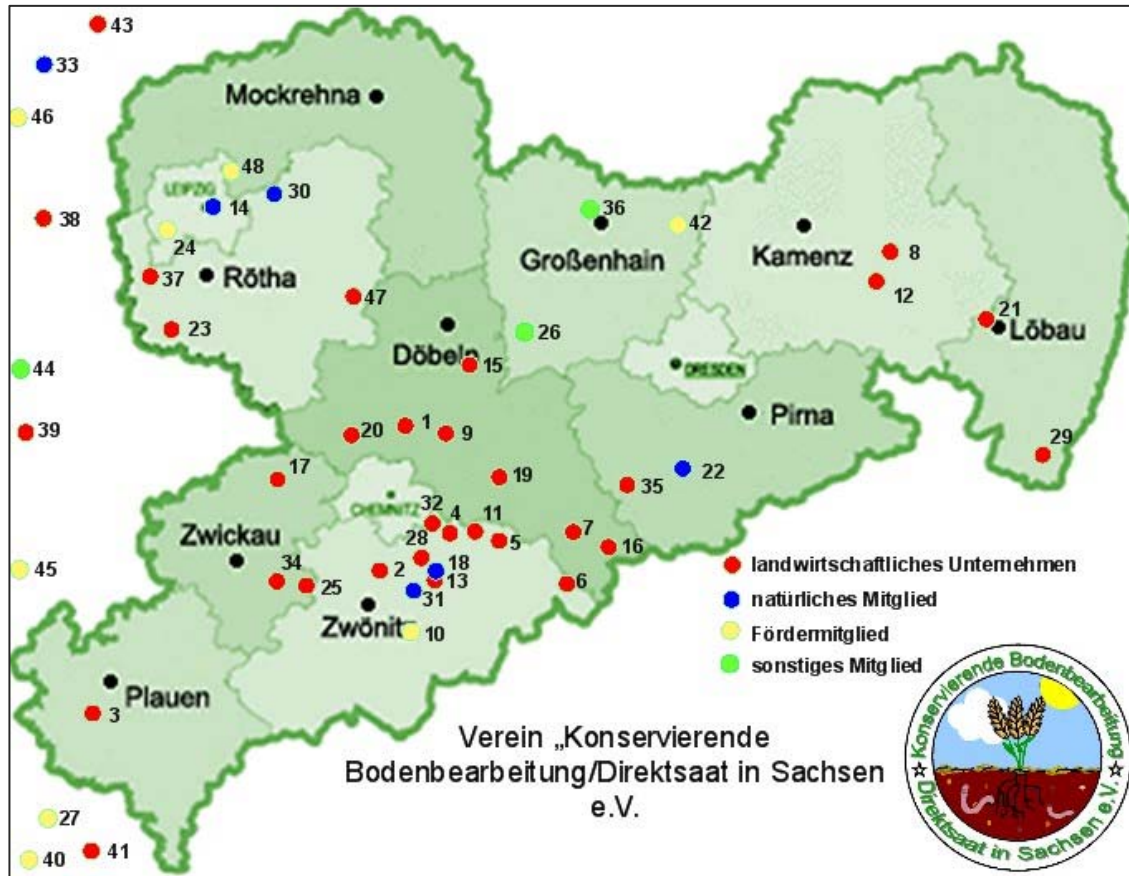 43
33
Mockrehna
46
48
LEIPZIG
30
14
36
38
42
24
Großenhain
Kamenz
8
37
Rötha
12
47
21
23
26
Löbau
Döbeln
15
DRESDEN
44
Pirna
39
20
1
9
29
17
19
22
35
CHEMNITZ
32
4
11
7
Zwickau
28
5
16
34
2
18
landwirtschaftliches Unternehmen
45
25
13
6
31
natürliches Mitglied
Zwönitz
10
Fördermitglied
sonstiges Mitglied
Plauen
3
Verein „Konservierende
Bodenbearbeitung/Direktsaat in Sachsen
e.V.
Konservierende Bodenbearbeitung
Direktsaat in Sachsen e.V.
27
41
40